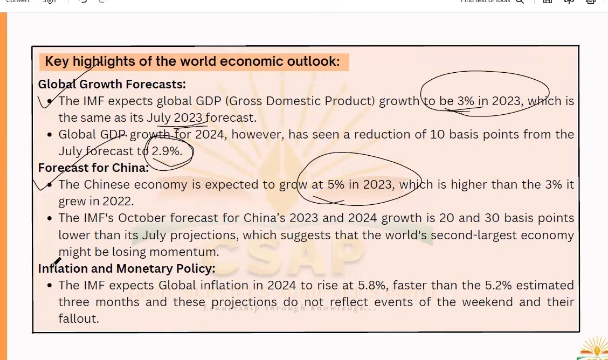 Key highlights of the world economic outlook:
Global Growth Forecasts:
• The IMF expects global GDP (Gross Domestic Product) growth to be 3% in 2023, which is
the same as its July 2023 forecast.
• Global GDP growth for 2024, however, has seen a reduction of 10 basis points from the
July forecast to 2.9%.
Forecast for China:
• The Chinese economy is expected to grow at 5% in 2023, which is higher than the 3% it
grew in 2022.
• The IMF's October forecast for China's 2023 and 2024 growth is 20 and 30 basis points
lower than its July projections, which suggests that the world's second-largest economy
might be losing momentum.
CSAP
Inflation and Monetary Policy:
• The IMF expects Global inflation in 2024 to rise at 5.8%, faster than the 5.2% estimated
three months and these projections do not reflect events of the weekend and their
Leadership through knowledge...
fallout.